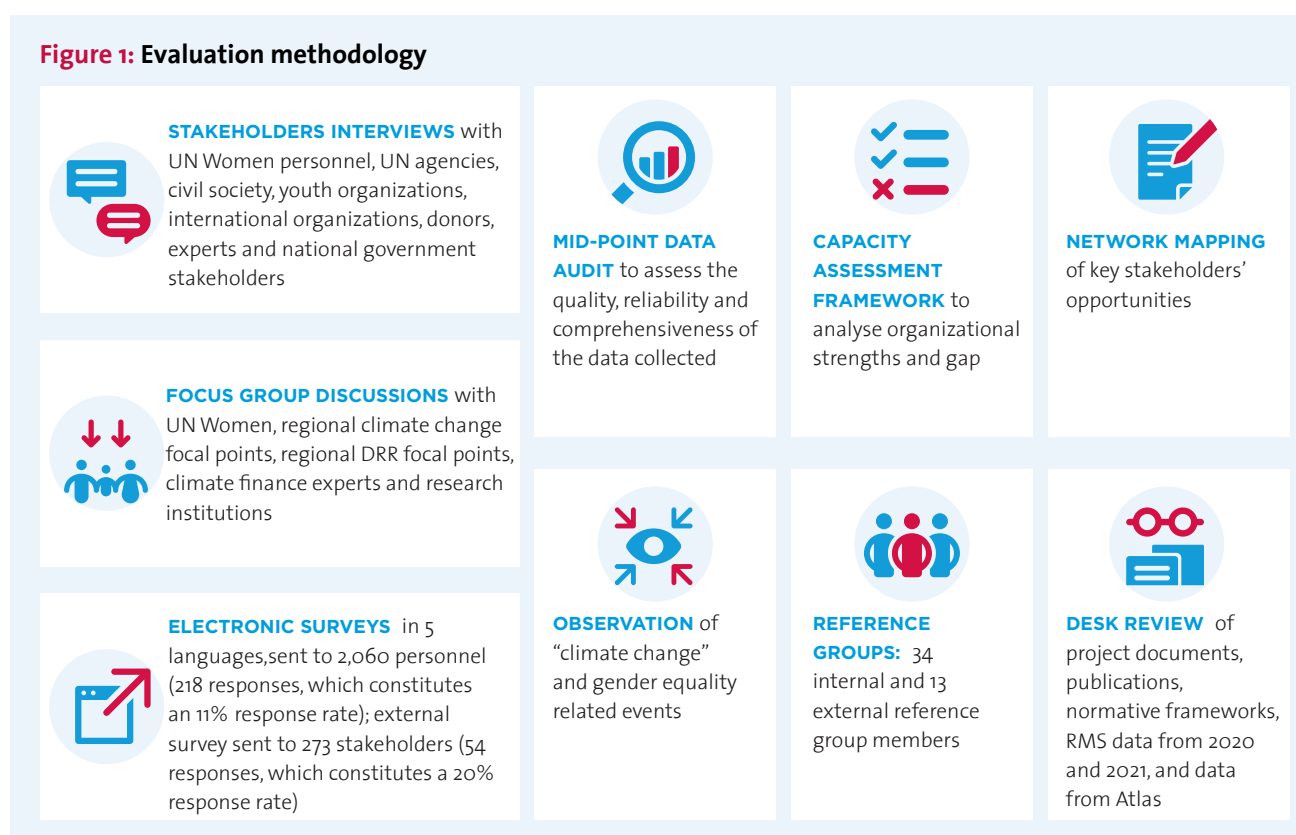 Figure 1: Evaluation methodology
STAKEHOLDERS INTERVIEWS with
UN Women personnel, UN agencies,
civil society, youth organizations,
international organizations, donors,
experts and national government
stakeholders
FOCUS GROUP DISCUSSIONS with
UN Women, regional climate change
focal points, regional DRR focal points,
climate finance experts and research
institutions
ELECTRONIC SURVEYS in 5
languages,sent to 2,060 personnel
(218 responses, which constitutes
an 11% response rate); external
survey sent to 273 stakeholders (54
responses, which constitutes a 20%
response rate)
MID-POINT DATA
AUDIT to assess the
quality, reliability and
comprehensiveness of
the data collected
CAPACITY
ASSESSMENT
FRAMEWORK to
analyse organizational
strengths and gap
NETWORK MAPPING
of key stakeholders’
opportunities
OBSERVATION of
“climate change”
and gender equality
related events
REFERENCE
GROUPS: 34
internal and 13
external reference
group members
DESK REVIEW of
project documents,
publications,
normative frameworks,
RMS data from 2020
and 2021, and data
from Atlas